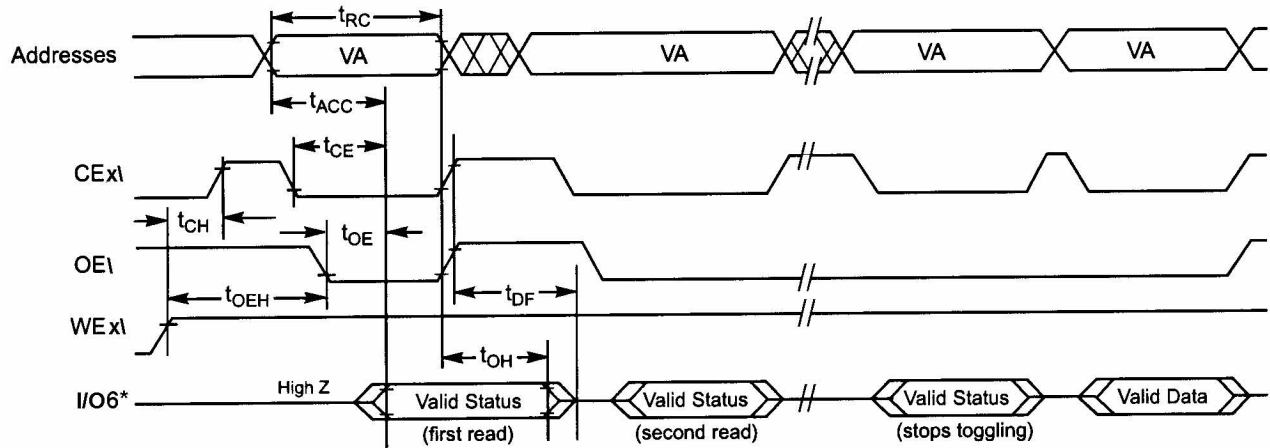 tRC
Addresses VA VA VA VA
tACC
tCE
CEx\
tCH
tOE
OE\
tOEH
tDF
WEx\
tOH
I/O6* High Z Valid Status Valid Status Valid Status Valid Data
(first read) (second read) (stops toggling)